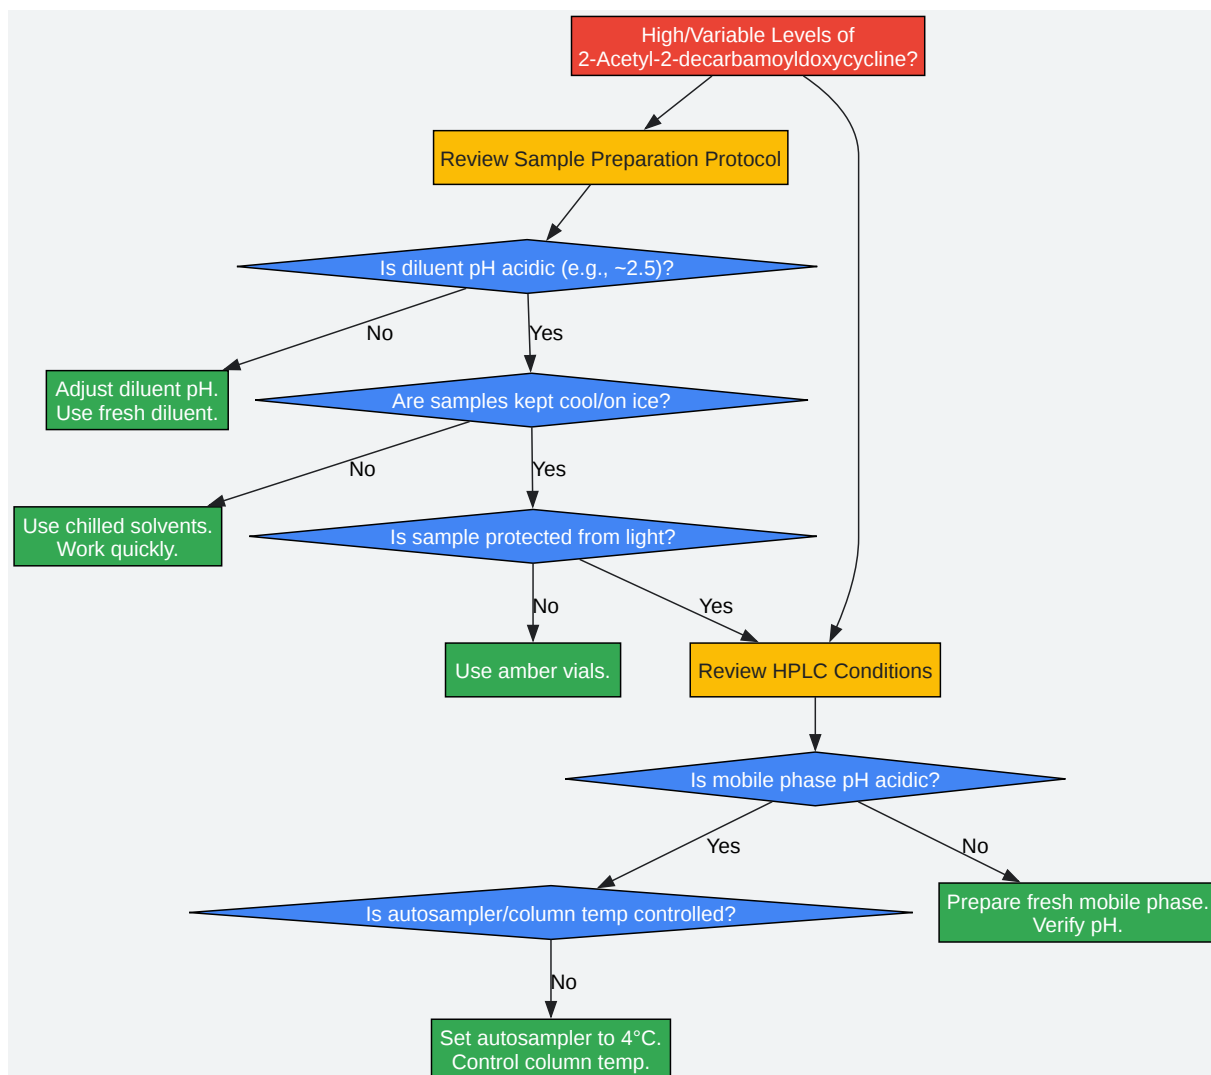 High/Variable Levels of
2-Acetyl-2-decarbamoyldoxycycline?
Review Sample Preparation Protocol
Is diluent pH acidic (e.g., ~2.5)?
No
Yes
Adjust diluent pH.
Use fresh diluent.
Are samples kept cool/on ice?
No
Yes
Use chilled solvents.
Work quickly.
Is sample protected from light?
No
Yes
Use amber vials.
Review HPLC Conditions
Is mobile phase pH acidic?
Yes
No
Is autosampler/column temp controlled?
Prepare fresh mobile phase.
Verify pH.
No
Set autosampler to 4°C.
Control column temp.